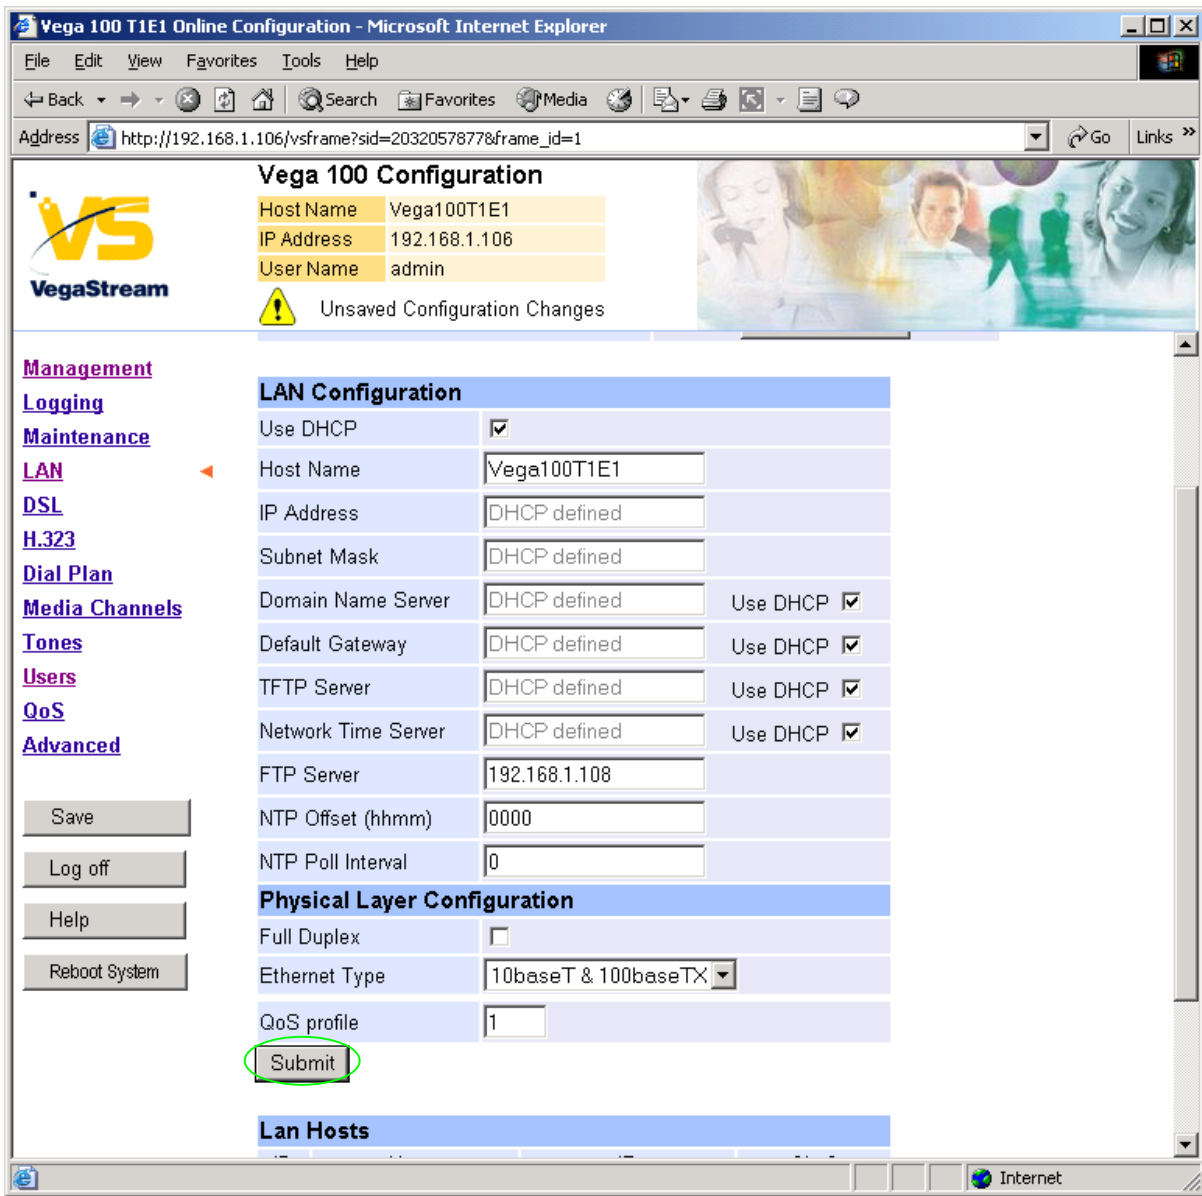 Vega 100 T1E1 Online Configuration - Microsoft Internet Explorer
File Edit View Favorites Tools Help
Back Search Favorites Media
Address http://192.168.1.106/vsframe?sid=2032057877&frame_id=1 Go Links »
VS
VegaStream
Vega 100 Configuration
Host Name Vega100T1E1
IP Address 192.168.1.106
User Name admin
Unsaved Configuration Changes
Management
Logging
Maintenance
LAN
DSL
H.323
Dial Plan
Media Channels
Tones
Users
QoS
Advanced
Save
Log off
Help
Reboot System
LAN Configuration
Use DHCP
Host Name Vega100T1E1
IP Address DHCP defined
Subnet Mask DHCP defined
Domain Name Server DHCP defined Use DHCP
Default Gateway DHCP defined Use DHCP
TFTP Server DHCP defined Use DHCP
Network Time Server DHCP defined Use DHCP
FTP Server 192.168.1.108
NTP Offset (hhmm) 0000
NTP Poll Interval 0
Physical Layer Configuration
Full Duplex
Ethernet Type 10baseT & 100baseTX
QoS profile 1
Submit
Lan Hosts
Internet